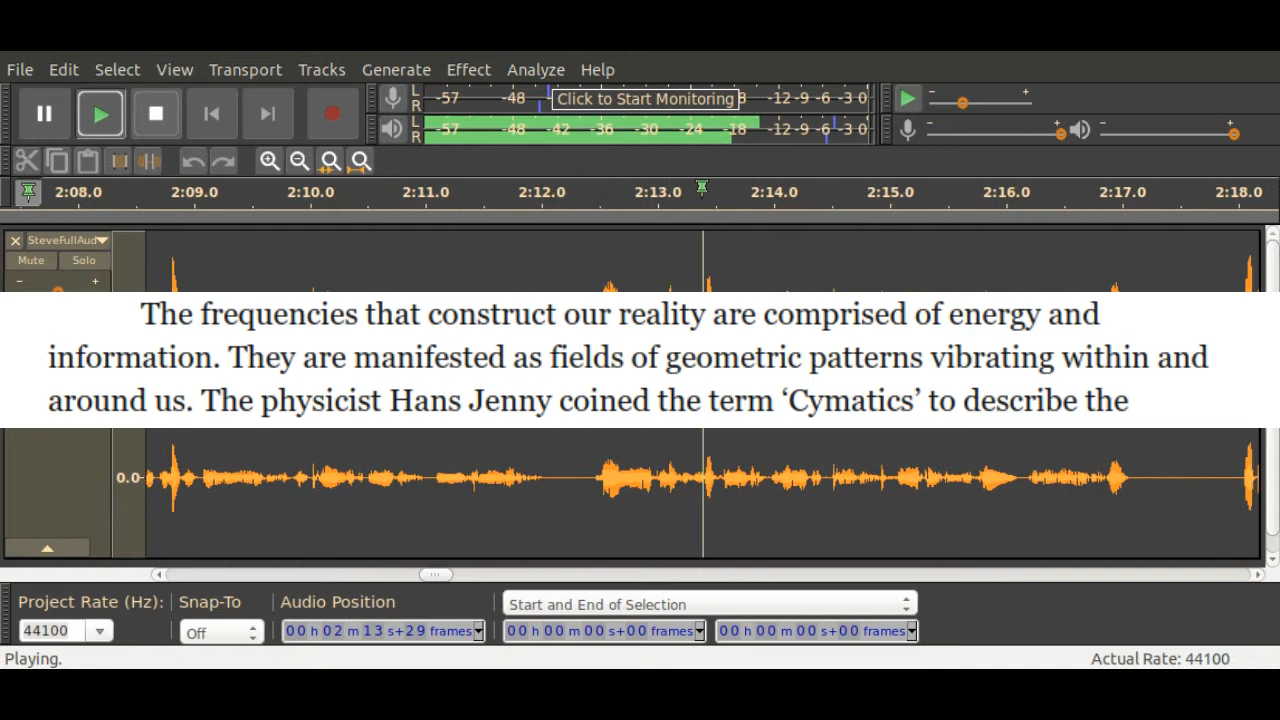 File Edit Select View Transport Tracks Generate Effect Analyze Help
L R -57 -48 Click to Start Monitoring 8 -12 -9 -6 -3 0 - +
L R -57 -48 -42 -36 -30 -24 -18 -12 -9 -6 -3 0 - + - +
2:08.0 2:09.0 2:10.0 2:11.0 2:12.0 2:13.0 2:14.0 2:15.0 2:16.0 2:17.0 2:18.0
SteveFullAud
Mute Solo
- +
The frequencies that construct our reality are comprised of energy and
information. They are manifested as fields of geometric patterns vibrating within and
around us. The physicist Hans Jenny coined the term ‘Cymatics’ to describe the
0.0
Project Rate (Hz): Snap-To Audio Position Start and End of Selection
44100 Off 00 h 02 m 13 s+29 frames 00 h 00 m 00 s+00 frames 00 h 00 m 00 s+00 frames
Playing. Actual Rate: 44100